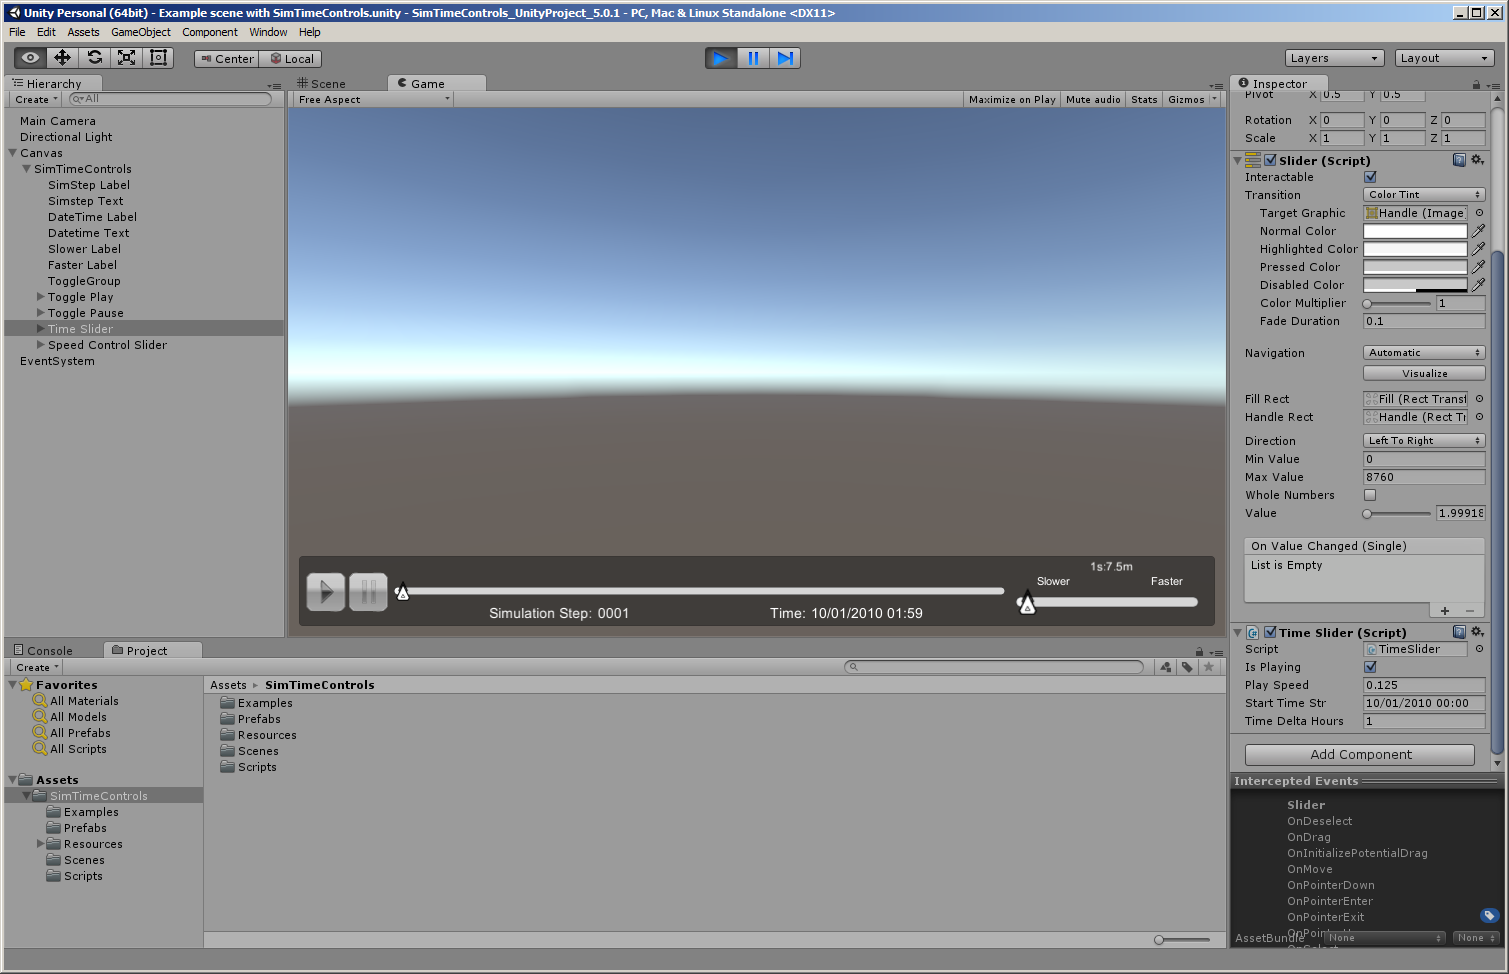 Unity Personal (64bit) - Example scene with SimTimeControls.unity - SimTimeControls_UnityProject_5.0.1 - PC, Mac & Linux Standalone <DX11>
File Edit Assets GameObject Component Window Help
Center Local Layers Layout
Hierarchy
Create All
Main Camera
Directional Light
Canvas
SimTimeControls
SimStep Label
Simstep Text
DateTime Label
Datetime Text
Slower Label
Faster Label
ToggleGroup
Toggle Play
Toggle Pause
Time Slider
Speed Control Slider
EventSystem
Scene Game
Free Aspect Maximize on Play Mute audio Stats Gizmos
1s:7.5m
Slower Faster
Simulation Step: 0001 Time: 10/01/2010 01:59
Inspector
Pivot X 0.5 Y 0.5
Rotation X 0 Y 0 Z 0
Scale X 1 Y 1 Z 1
Slider (Script)
Interactable
Transition Color Tint
Target Graphic Handle (Image)
Normal Color
Highlighted Color
Pressed Color
Disabled Color
Color Multiplier 1
Fade Duration 0.1
Navigation Automatic
Visualize
Fill Rect Fill (Rect Transf
Handle Rect Handle (Rect Tr
Direction Left To Right
Min Value 0
Max Value 8760
Whole Numbers
Value 1.99918
On Value Changed (Single)
List is Empty
Time Slider (Script)
Script TimeSlider
Is Playing
Play Speed 0.125
Start Time Str 10/01/2010 00:00
Time Delta Hours 1
Add Component
Intercepted Events
Slider
OnDeselect
OnDrag
OnInitializePotentialDrag
OnMove
OnPointerDown
OnPointerEnter
OnPointerExit
AssetBundle None None
Console Project
Create
Favorites
All Materials
All Models
All Prefabs
All Scripts
Assets
SimTimeControls
Examples
Prefabs
Resources
Scenes
Scripts
Assets SimTimeControls
Examples
Prefabs
Resources
Scenes
Scripts